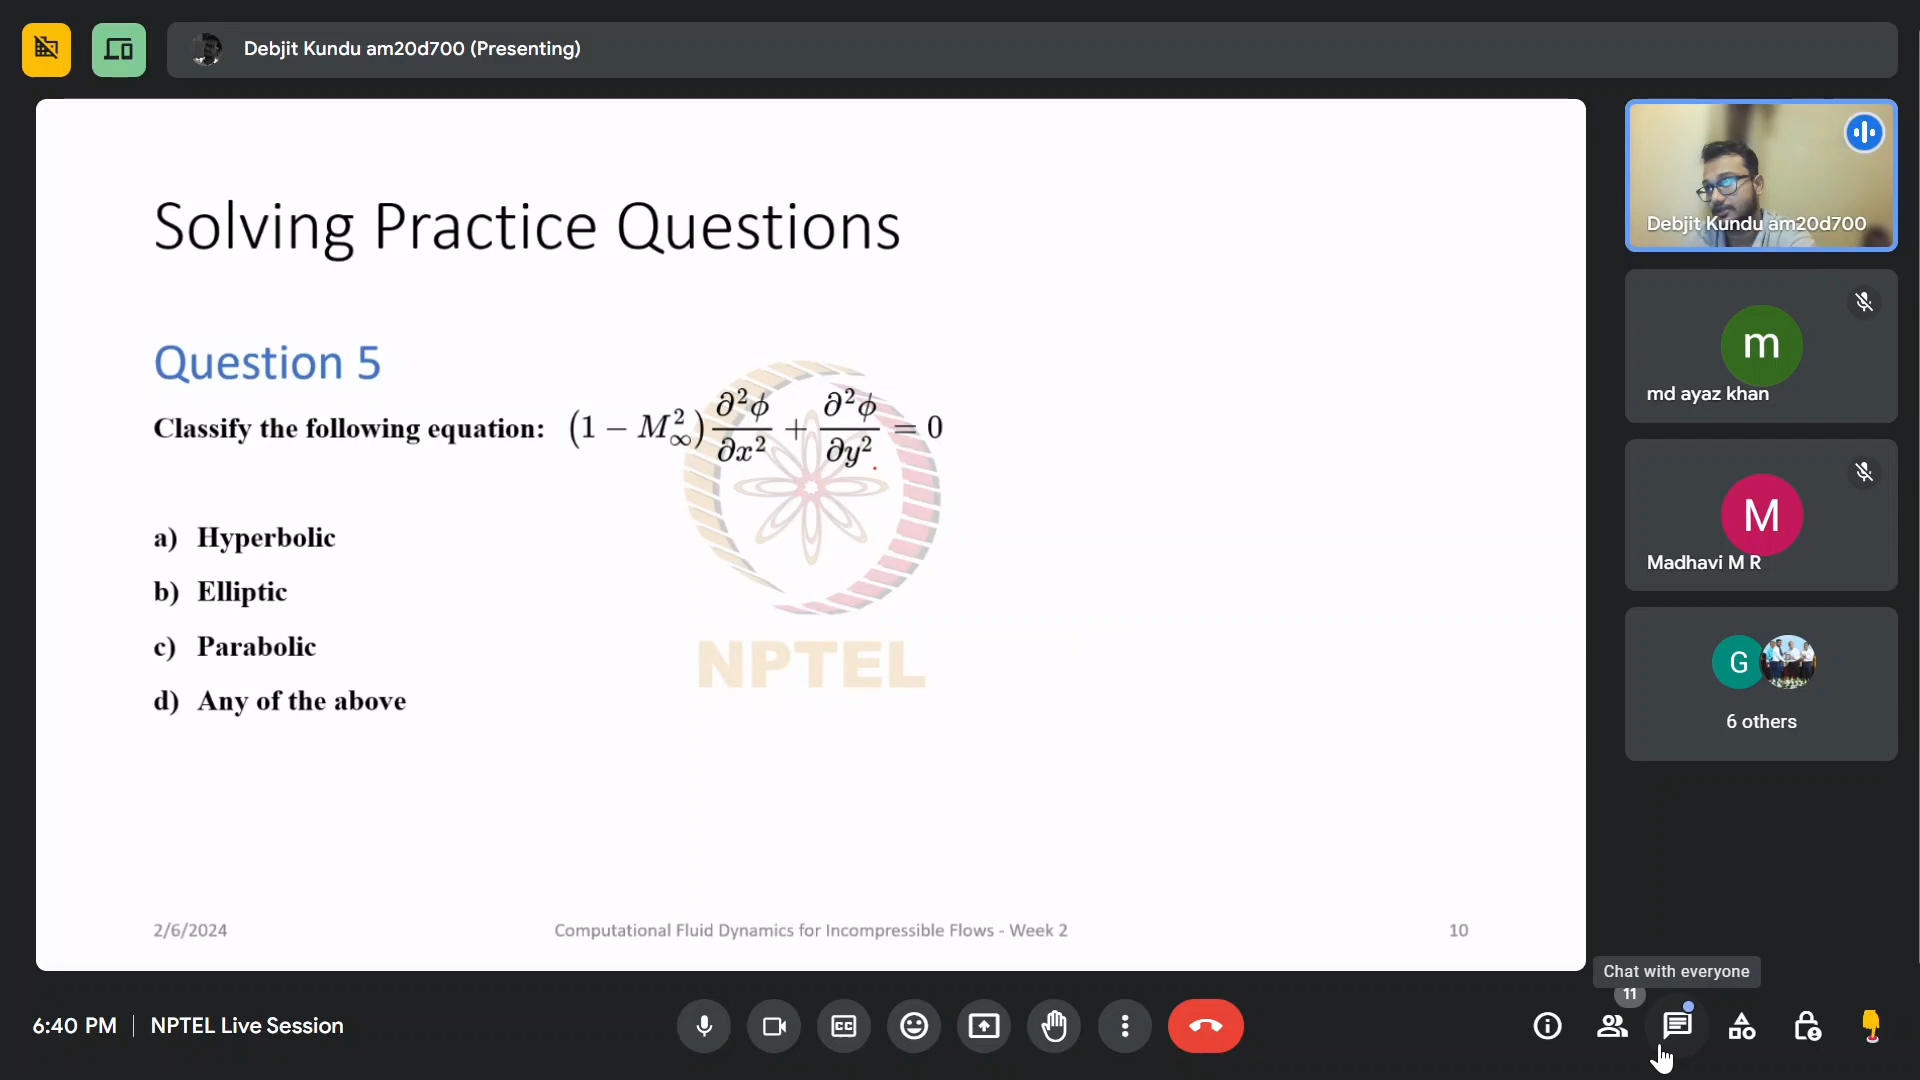 Debjit Kundu am20d700 (Presenting)
Solving Practice Questions
Question 5
Classify the following equation: (1 − M∞²) ∂²ϕ/∂x² + ∂²ϕ/∂y² = 0
a) Hyperbolic
b) Elliptic
c) Parabolic
d) Any of the above
NPTEL
2/6/2024
Computational Fluid Dynamics for Incompressible Flows - Week 2
10
Debjit Kundu am20d700
m
md ayaz khan
M
Madhavi M R
G
6 others
Chat with everyone
11
6:40 PM | NPTEL Live Session
CC